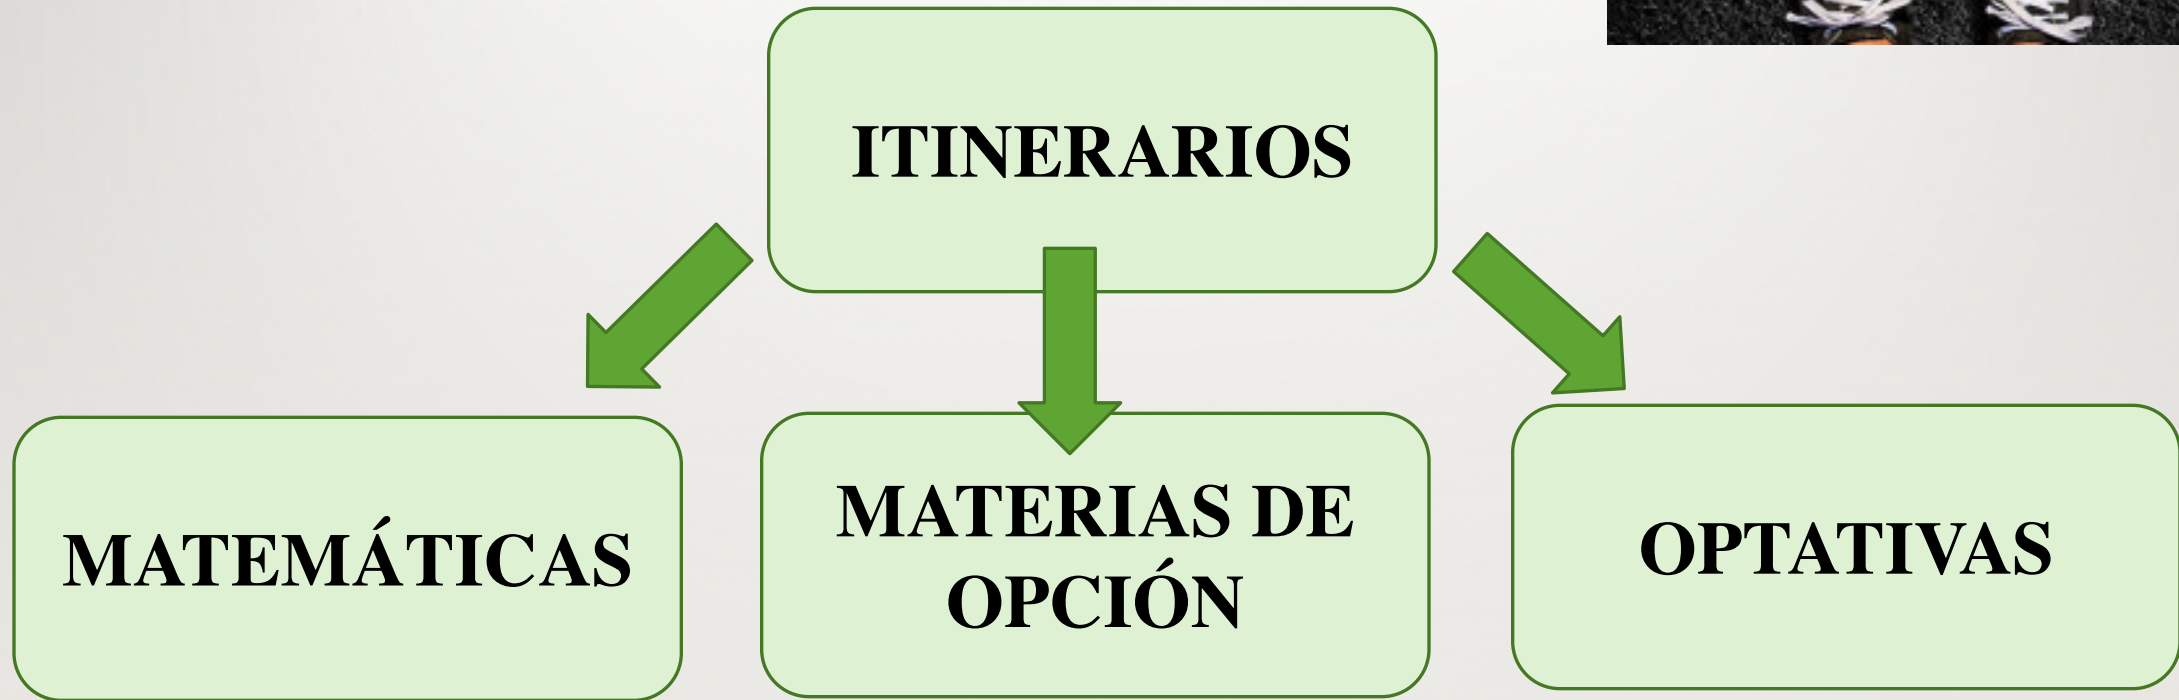 ITINERARIOS
MATEMÁTICAS
MATERIAS DE
OPCIÓN
OPTATIVAS